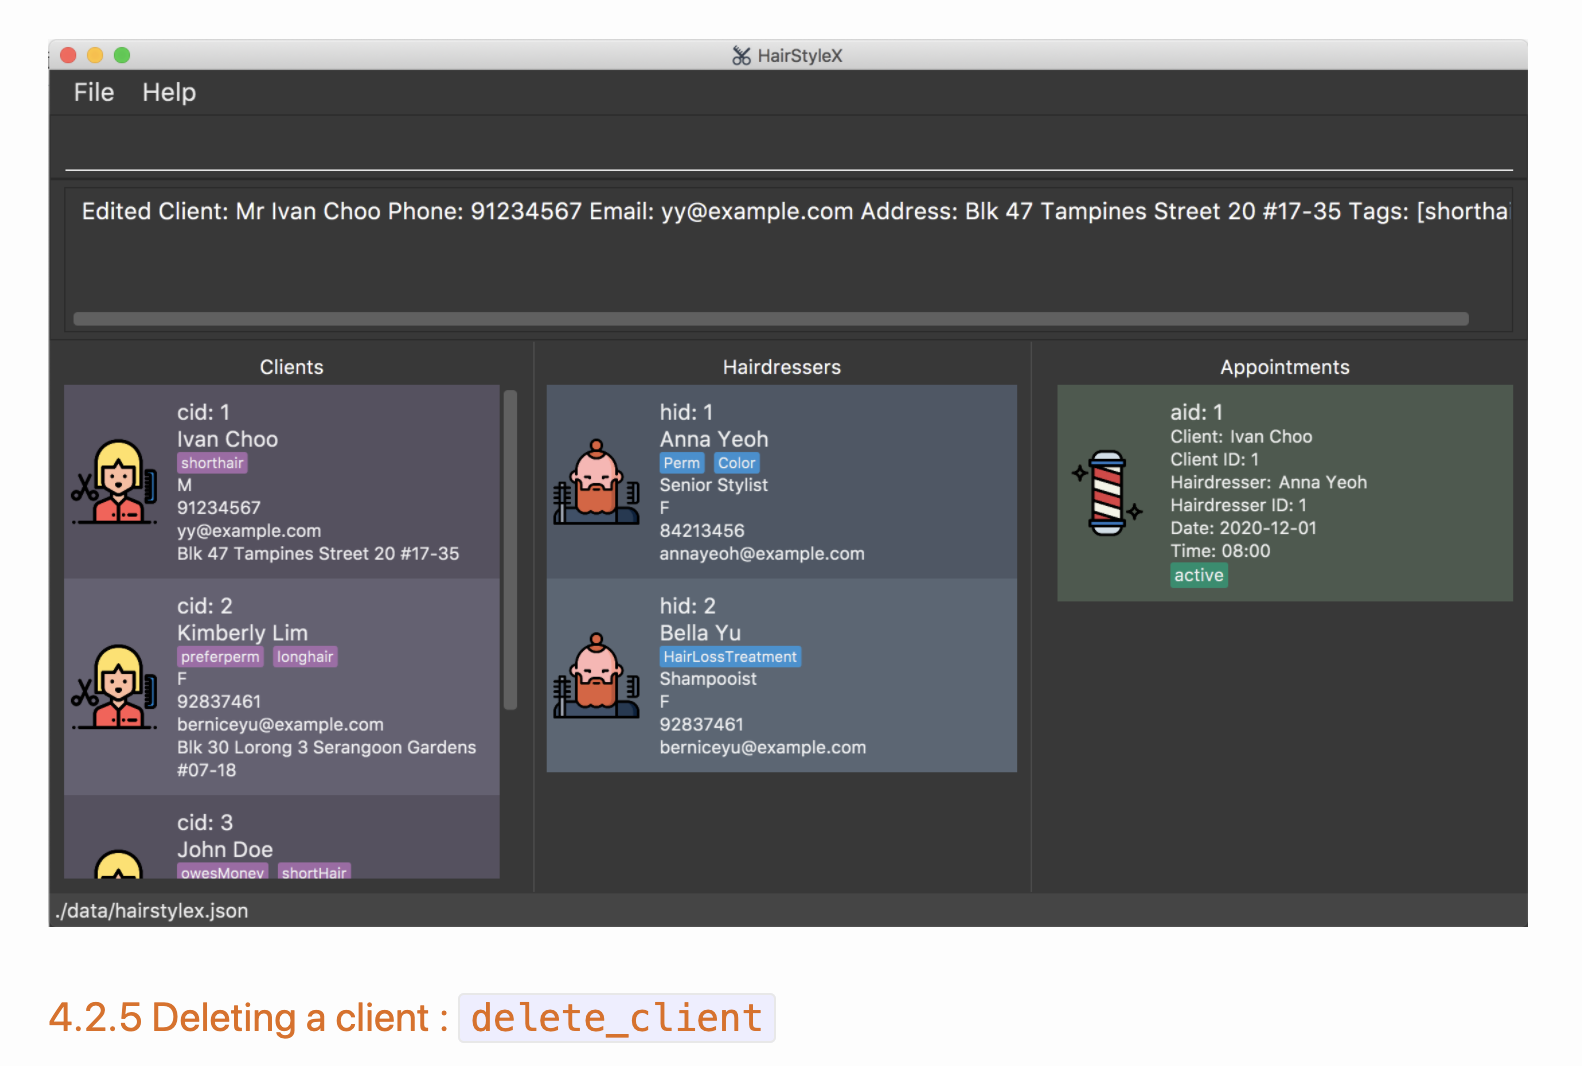 HairStyleX
File Help
Edited Client: Mr Ivan Choo Phone: 91234567 Email: yy@example.com Address: Blk 47 Tampines Street 20 #17-35 Tags: [shorthai
Clients
cid: 1
Ivan Choo
shorthair
M
91234567
yy@example.com
Blk 47 Tampines Street 20 #17-35
cid: 2
Kimberly Lim
preferperm longhair
F
92837461
berniceyu@example.com
Blk 30 Lorong 3 Serangoon Gardens
#07-18
cid: 3
John Doe
owesMoney shortHair
Hairdressers
hid: 1
Anna Yeoh
Perm Color
Senior Stylist
F
84213456
annayeoh@example.com
hid: 2
Bella Yu
HairLossTreatment
Shampooist
F
92837461
berniceyu@example.com
Appointments
aid: 1
Client: Ivan Choo
Client ID: 1
Hairdresser: Anna Yeoh
Hairdresser ID: 1
Date: 2020-12-01
Time: 08:00
active
./data/hairstylex.json
4.2.5 Deleting a client : delete_client